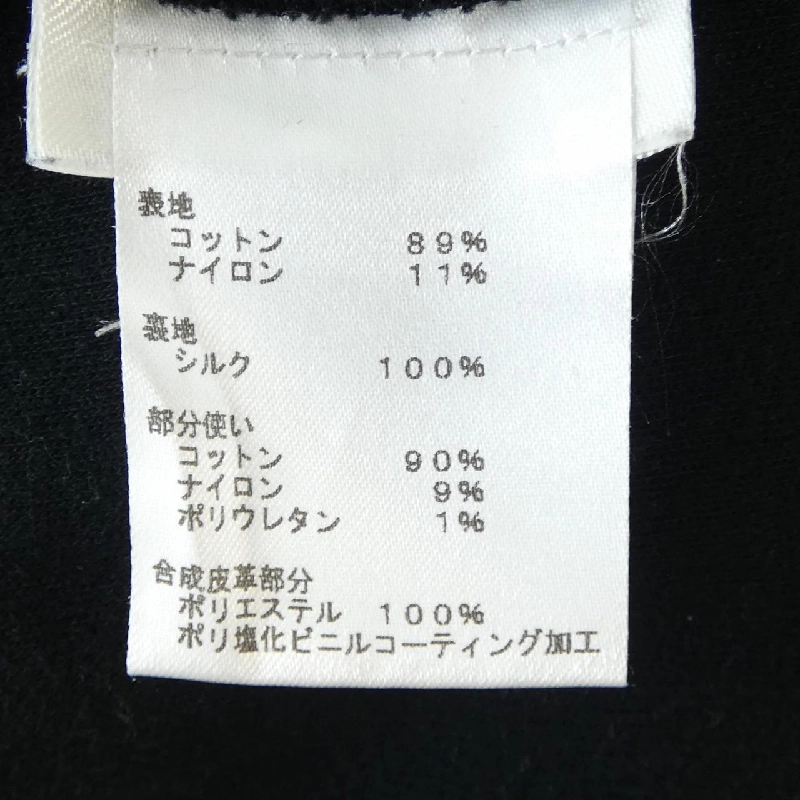 表地
コットン 89%
ナイロン 11%
裏地
シルク 100%
部分使い
コットン 90%
ナイロン 9%
ポリウレタン 1%
合成皮革部分
ポリエステル 100%
ポリ塩化ビニルコーティング加工